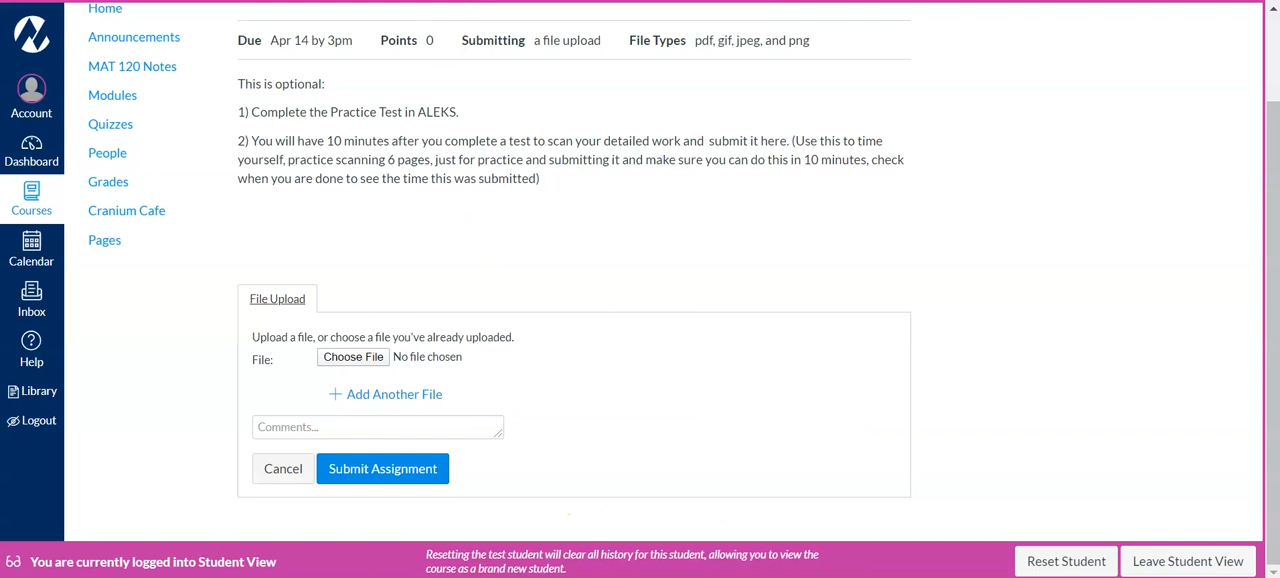 Account
Dashboard
Courses
Calendar
Inbox
Help
Library
Logout
Home
Announcements
MAT 120 Notes
Modules
Quizzes
People
Grades
Cranium Cafe
Pages
Due Apr 14 by 3pm Points 0 Submitting a file upload File Types pdf, gif, jpeg, and png
This is optional:
1) Complete the Practice Test in ALEKS.
2) You will have 10 minutes after you complete a test to scan your detailed work and submit it here. (Use this to time
yourself, practice scanning 6 pages, just for practice and submitting it and make sure you can do this in 10 minutes, check
when you are done to see the time this was submitted)
File Upload
Upload a file, or choose a file you've already uploaded.
File: Choose File No file chosen
Add Another File
Comments...
Cancel Submit Assignment
You are currently logged into Student View
Resetting the test student will clear all history for this student, allowing you to view the
course as a brand new student.
Reset Student Leave Student View